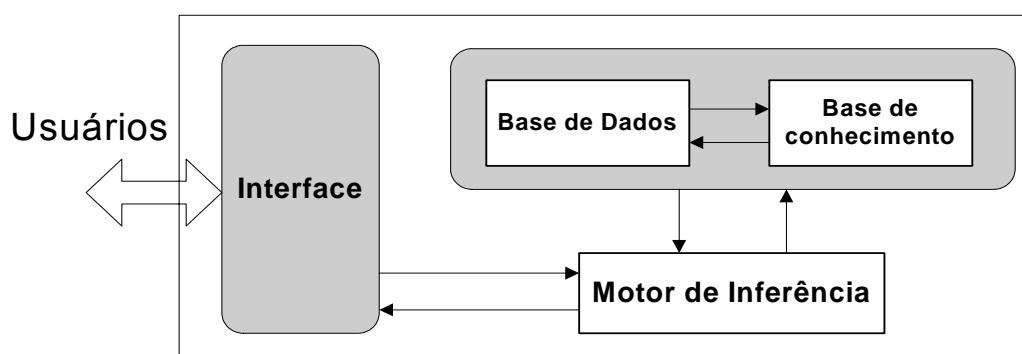 Usuários
Interface
Base de Dados
Base de
conhecimento
Motor de Inferência